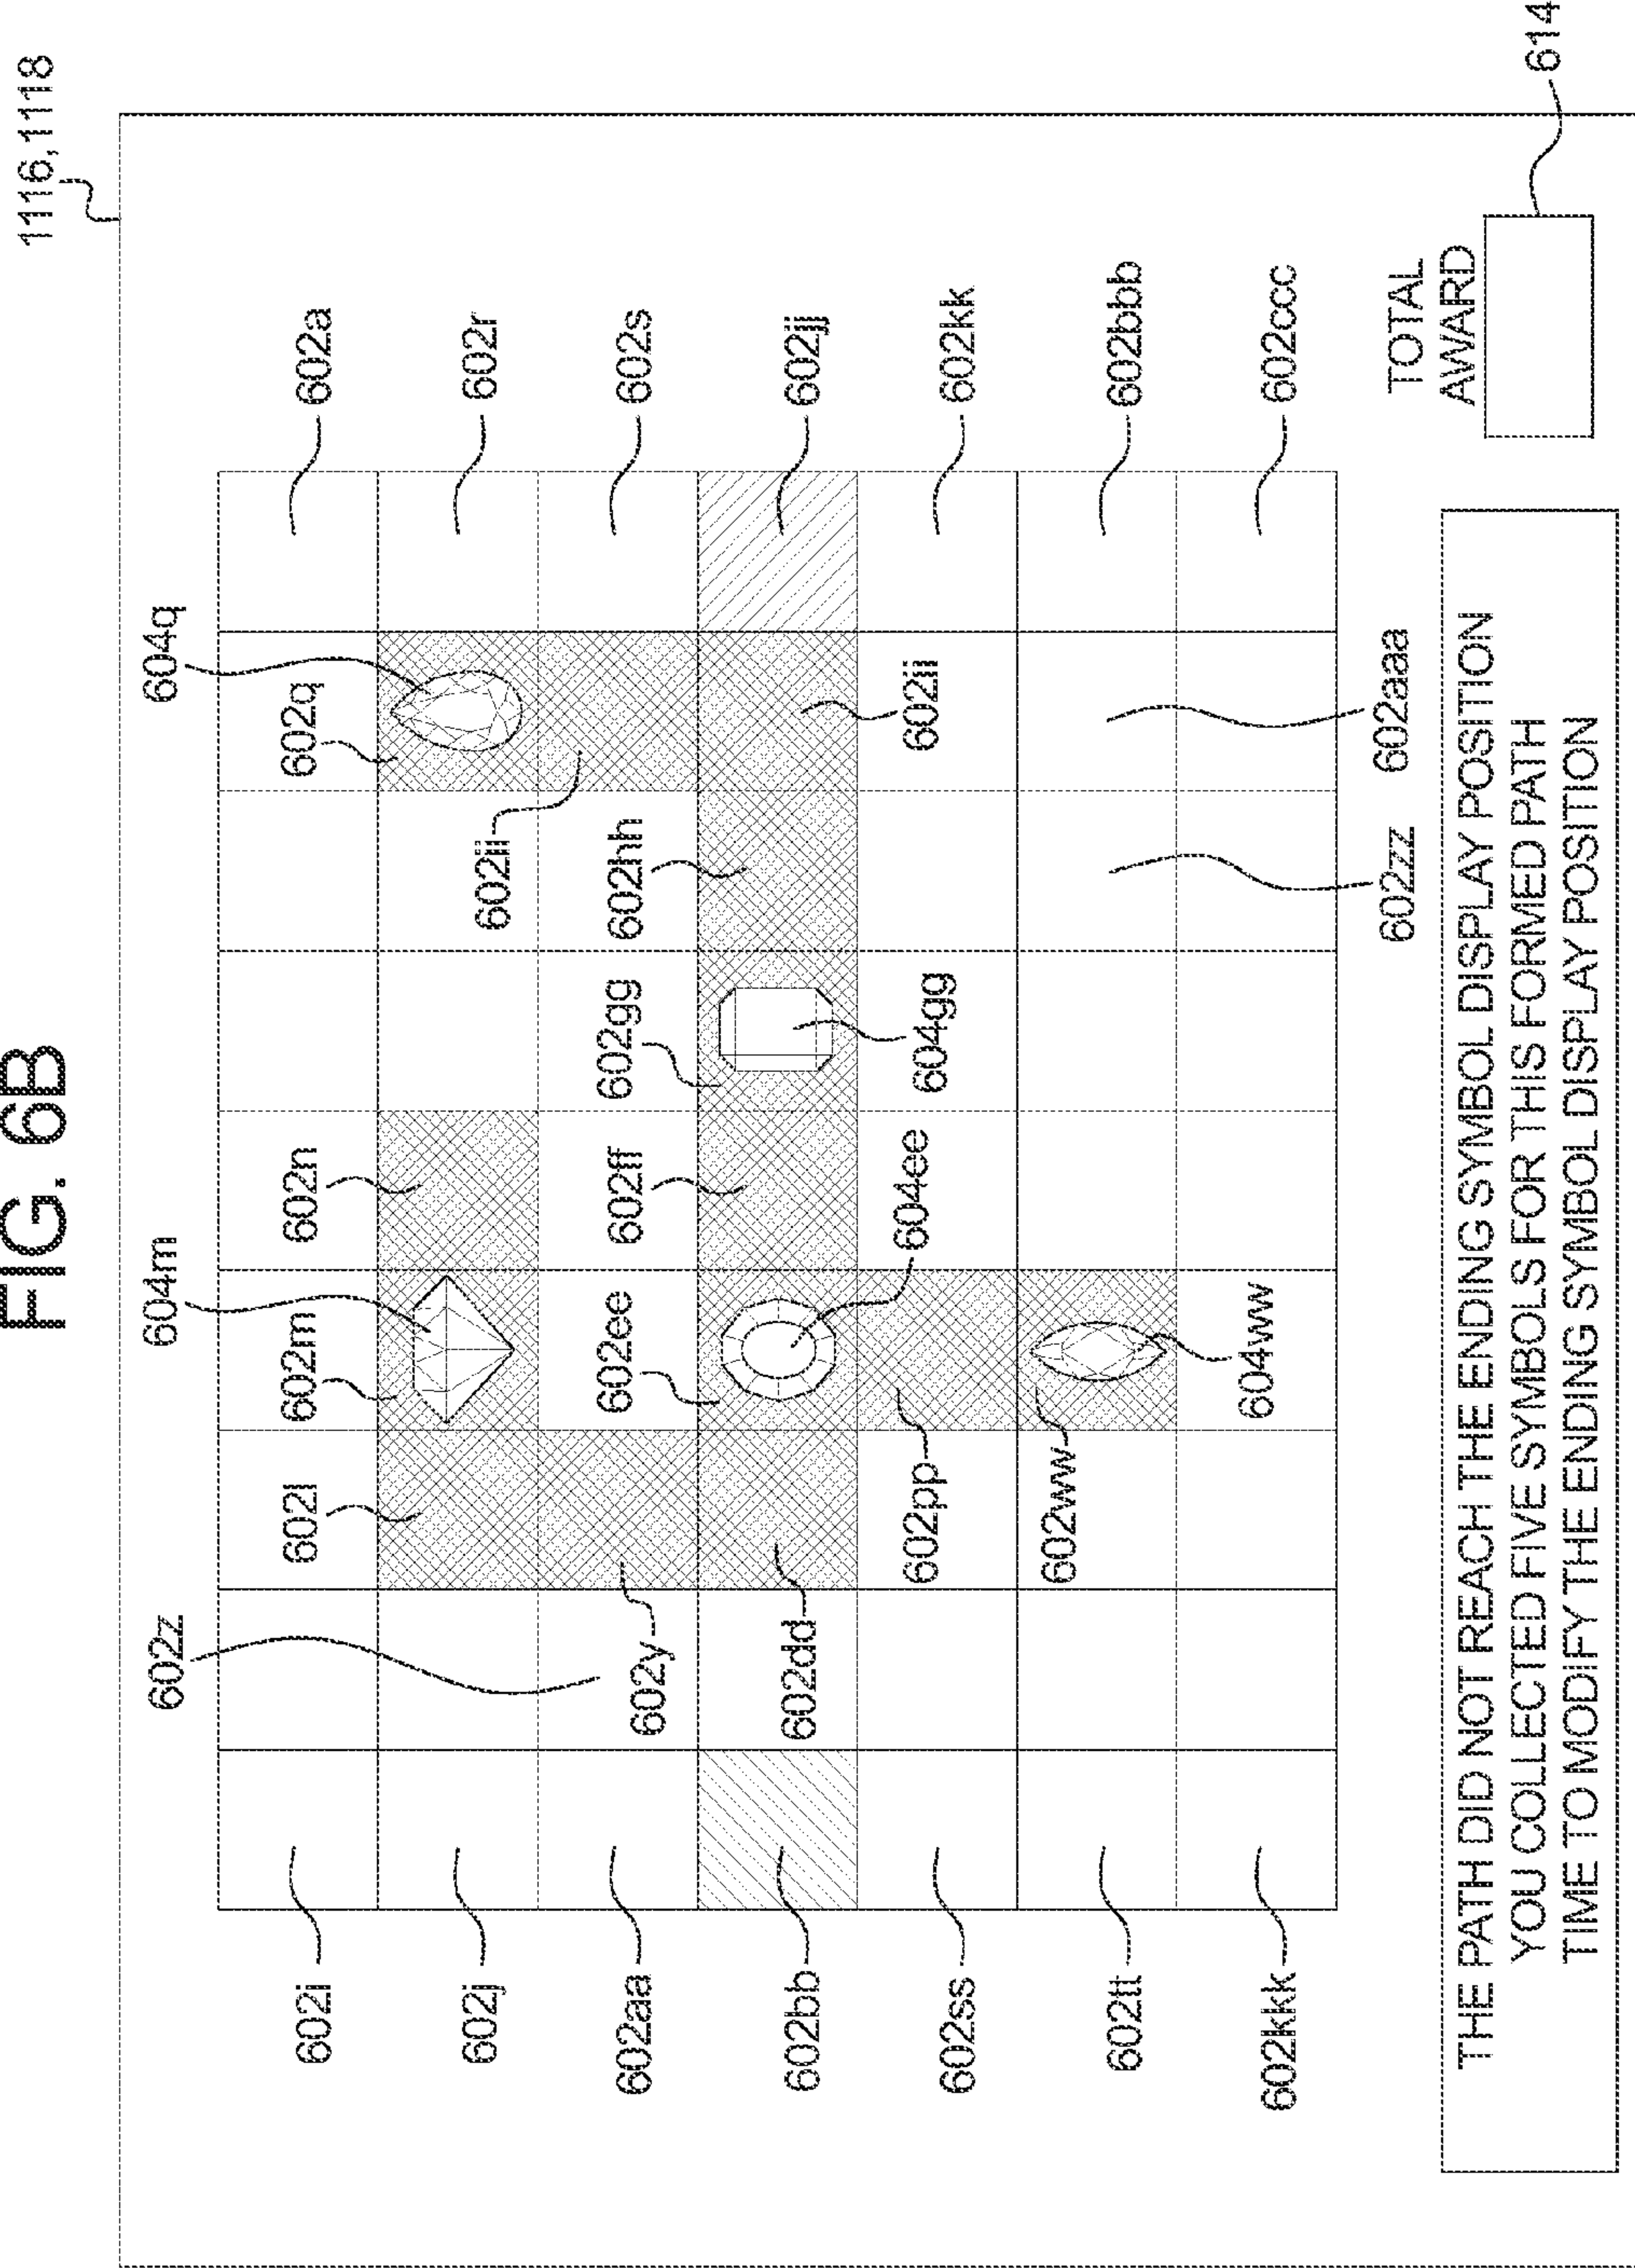 FIG. 6B
1116,1118
602z 604m 604q
602i 602l 602m 602n 602q 602a
602j 602ii 602r
602aa 602y 602ee 602ff 602gg 602hh 602s
602bb 602dd 602jj
602ss 602pp 604ee 604gg 602ii 602kk
602tt 602ww 602bbb
602kkk 604ww 602ccc
602zz 602aaa
TOTAL
AWARD
614
THE PATH DID NOT REACH THE ENDING SYMBOL DISPLAY POSITION
YOU COLLECTED FIVE SYMBOLS FOR THIS FORMED PATH
TIME TO MODIFY THE ENDING SYMBOL DISPLAY POSITION